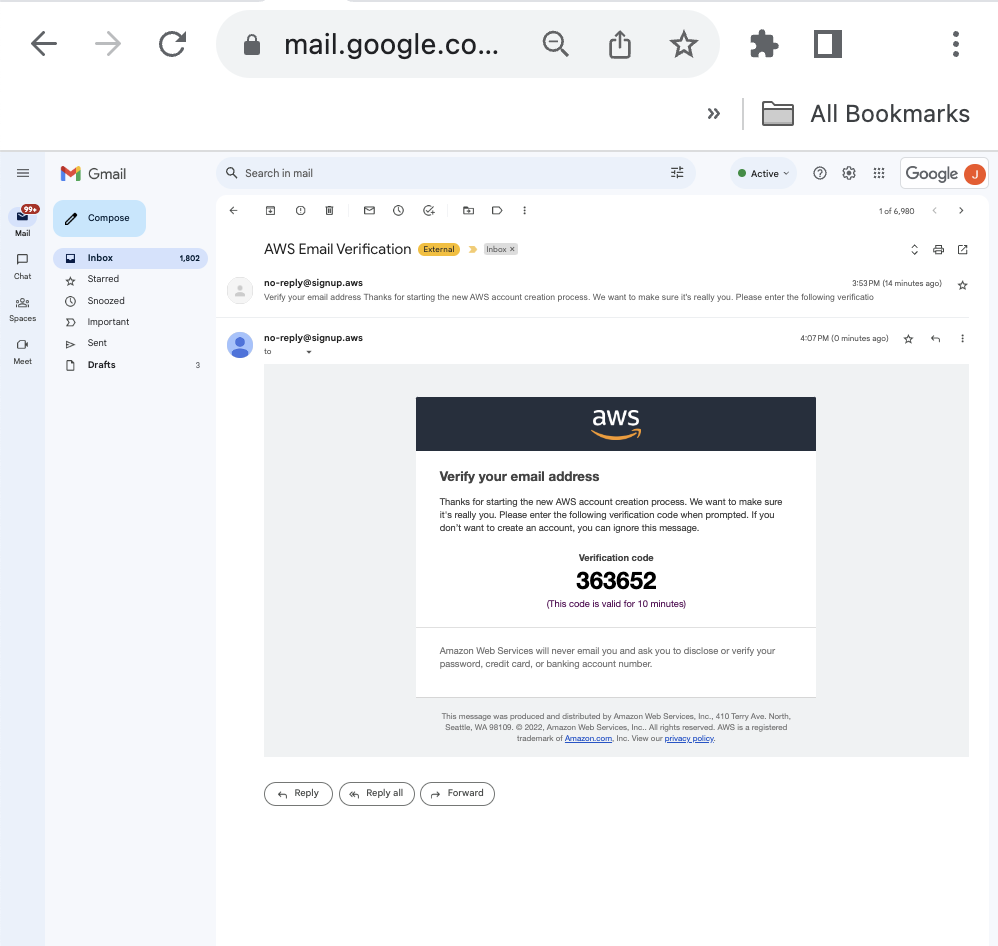 mail.google.co...
» All Bookmarks
Gmail
Search in mail
Active
Google J
99+
Mail
Compose
1 of 6,980
AWS Email Verification External Inbox ×
Inbox 1,802
Chat
Starred
no-reply@signup.aws 3:53 PM (14 minutes ago)
Verify your email address Thanks for starting the new AWS account creation process. We want to make sure it's really you. Please enter the following verificatio
Snoozed
Spaces
Important
Sent
Meet
Drafts 3
no-reply@signup.aws 4:07 PM (0 minutes ago)
to
aws
Verify your email address
Thanks for starting the new AWS account creation process. We want to make sure
it's really you. Please enter the following verification code when prompted. If you
don't want to create an account, you can ignore this message.
Verification code
363652
(This code is valid for 10 minutes)
Amazon Web Services will never email you and ask you to disclose or verify your
password, credit card, or banking account number.
This message was produced and distributed by Amazon Web Services, Inc., 410 Terry Ave. North,
Seattle, WA 98109. © 2022, Amazon Web Services, Inc.. All rights reserved. AWS is a registered
trademark of Amazon.com, Inc. View our privacy policy.
Reply
Reply all
Forward